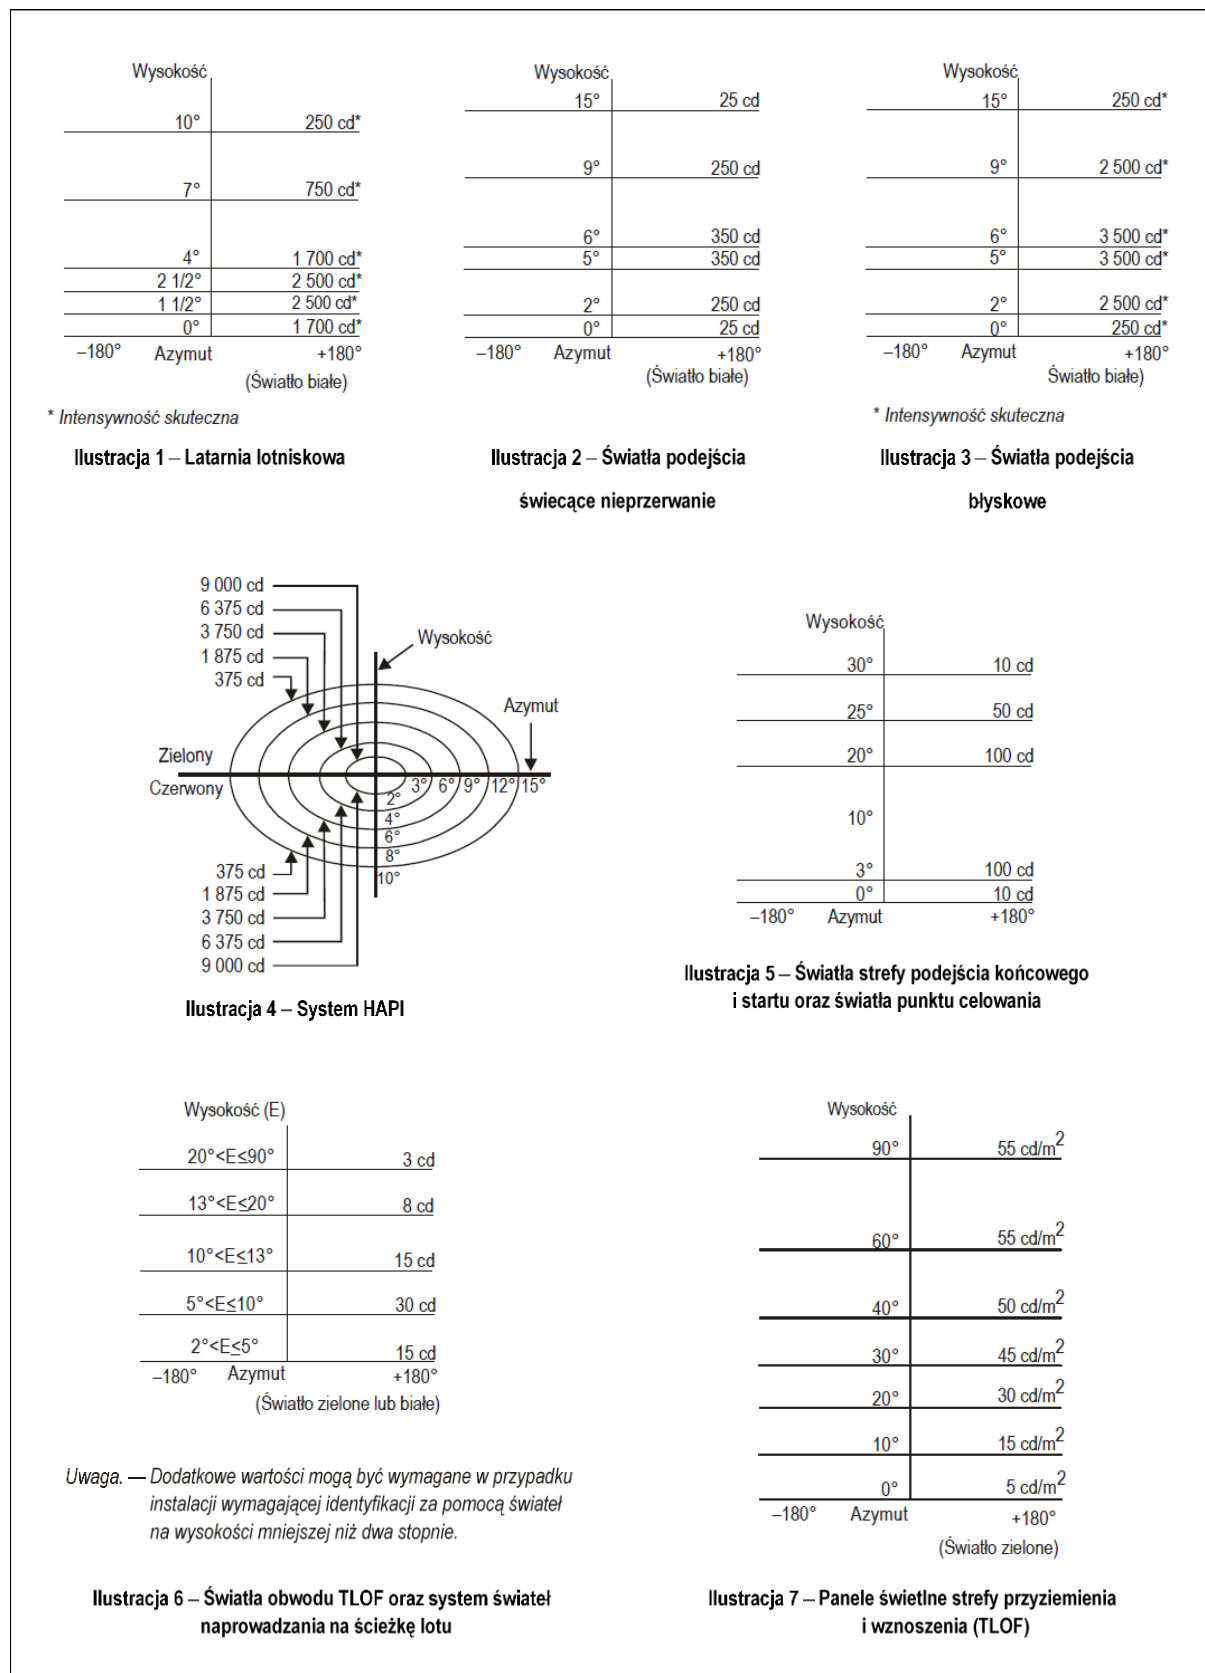 Wysokość
10° 250 cd*
7° 750 cd*
4° 1 700 cd*
2 1/2° 2 500 cd*
1 1/2° 2 500 cd*
0° 1 700 cd*
–180° Azymut +180°
(Światło białe)
* Intensywność skuteczna
Ilustracja 1 – Latarnia lotniskowa
Wysokość
15° 25 cd
9° 250 cd
6° 350 cd
5° 350 cd
2° 250 cd
0° 25 cd
–180° Azymut +180°
(Światło białe)
Ilustracja 2 – Światła podejścia
świecące nieprzerwanie
Wysokość
15° 250 cd*
9° 2 500 cd*
6° 3 500 cd*
5° 3 500 cd*
2° 2 500 cd*
0° 250 cd*
–180° Azymut +180°
Światło białe)
* Intensywność skuteczna
Ilustracja 3 – Światła podejścia
błyskowe
9 000 cd
6 375 cd
3 750 cd
1 875 cd
375 cd
Wysokość
Azymut
Zielony
Czerwony
3° 6° 9° 12° 15°
2°
4°
6°
8°
10°
375 cd
1 875 cd
3 750 cd
6 375 cd
9 000 cd
Ilustracja 4 – System HAPI
Wysokość
30° 10 cd
25° 50 cd
20° 100 cd
10°
3° 100 cd
0° 10 cd
–180° Azymut +180°
Ilustracja 5 – Światła strefy podejścia końcowego
i startu oraz światła punktu celowania
Wysokość (E)
20°<E≤90° 3 cd
13°<E≤20° 8 cd
10°<E≤13° 15 cd
5°<E≤10° 30 cd
2°<E≤5° 15 cd
–180° Azymut +180°
(Światło zielone lub białe)
Uwaga. — Dodatkowe wartości mogą być wymagane w przypadku
instalacji wymagającej identyfikacji za pomocą świateł
na wysokości mniejszej niż dwa stopnie.
Ilustracja 6 – Światła obwodu TLOF oraz system świateł
naprowadzania na ścieżkę lotu
Wysokość
90° 55 cd/m²
60° 55 cd/m²
40° 50 cd/m²
30° 45 cd/m²
20° 30 cd/m²
10° 15 cd/m²
0° 5 cd/m²
–180° Azymut +180°
(Światło zielone)
Ilustracja 7 – Panele świetlne strefy przyziemienia
i wznoszenia (TLOF)